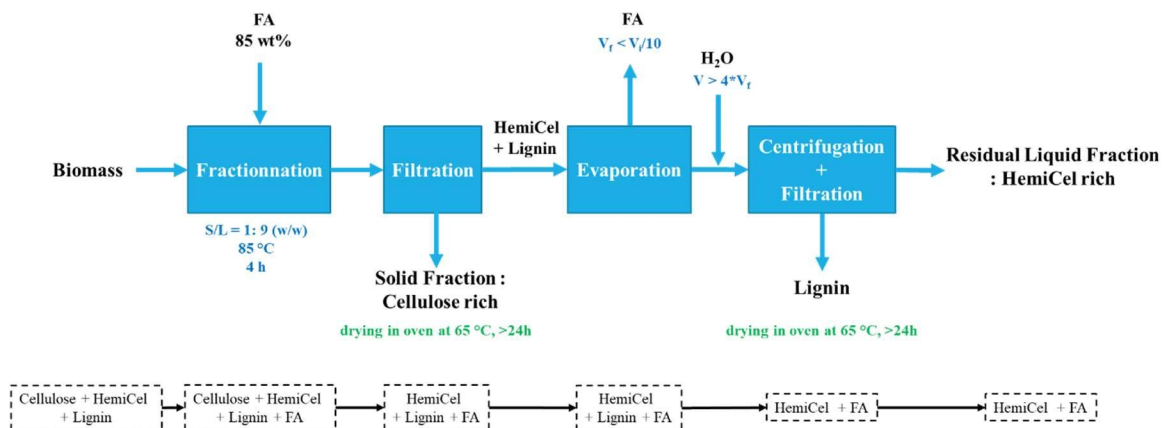 FA
85 wt%
FA
V_f < V_i/10
H₂O
V > 4*V_f
Biomass
Fractionnation
Filtration
HemiCel
+ Lignin
Evaporation
Centrifugation
+
Filtration
Residual Liquid Fraction
: HemiCel rich
S/L = 1: 9 (w/w)
85 °C
4 h
Solid Fraction :
Cellulose rich
drying in oven at 65 °C, >24h
Lignin
drying in oven at 65 °C, >24h
Cellulose + HemiCel
+ Lignin
Cellulose + HemiCel
+ Lignin + FA
HemiCel
+ Lignin + FA
HemiCel
+ Lignin + FA
HemiCel + FA
HemiCel + FA